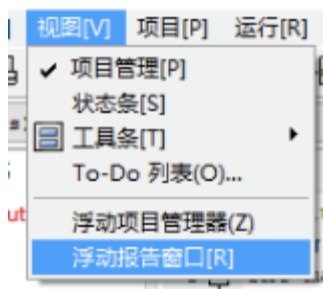 视图[V] 项目[P] 运行[R]
项目管理[P]
状态条[S]
工具条[T]
To-Do 列表(O)...
浮动项目管理器(Z)
浮动报告窗口[R]
ut